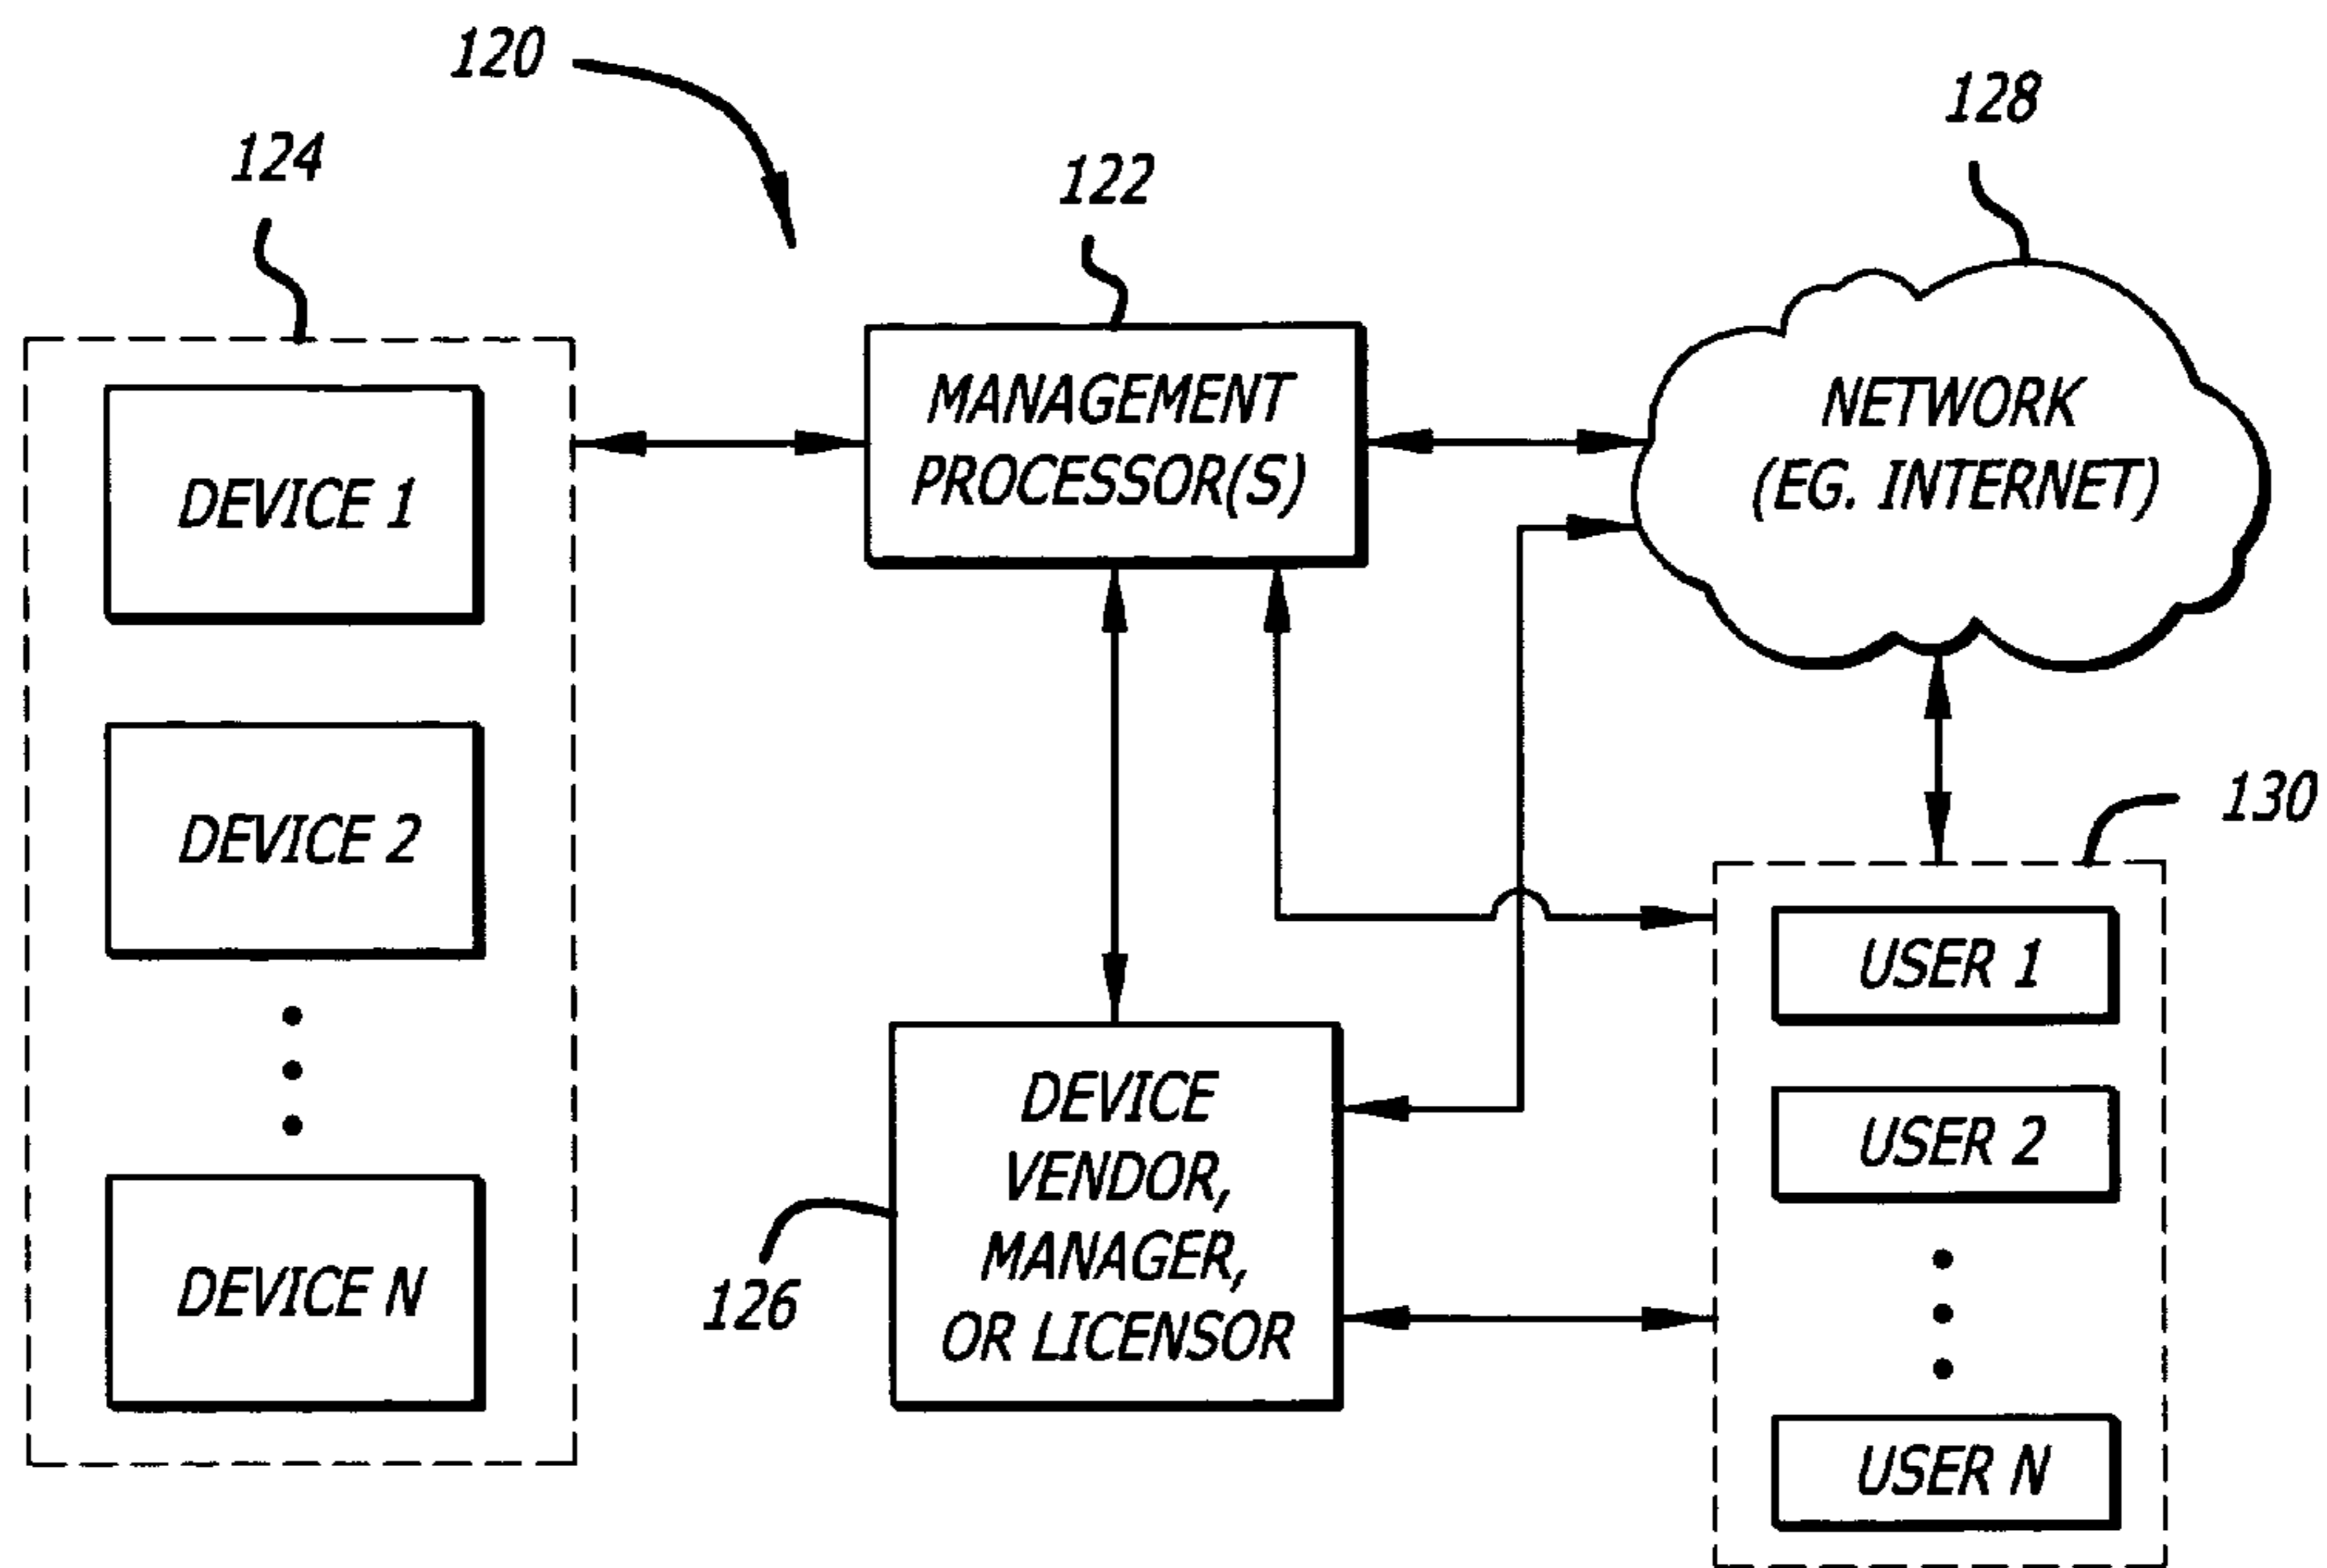 120
128
124
122
MANAGEMENT
PROCESSOR(S)
NETWORK
(EG. INTERNET)
DEVICE 1
DEVICE 2
DEVICE N
130
USER 1
USER 2
USER N
DEVICE
VENDOR,
MANAGER,
OR LICENSOR
126